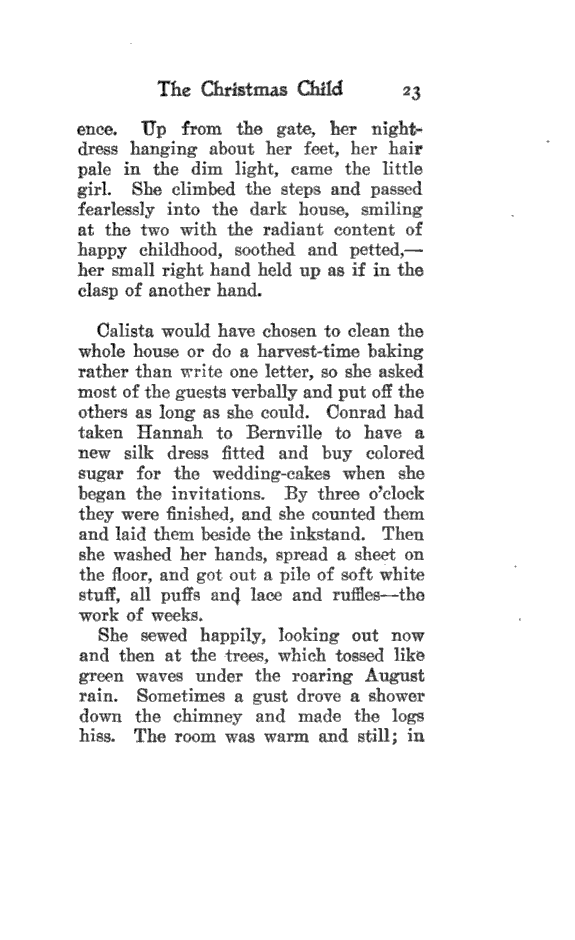 The Christmas Child 23
ence. Up from the gate, her night-
dress hanging about her feet, her hair
pale in the dim light, came the little
girl. She climbed the steps and passed
fearlessly into the dark house, smiling
at the two with the radiant content of
happy childhood, soothed and petted,—
her small right hand held up as if in the
clasp of another hand.
Calista would have chosen to clean the
whole house or do a harvest-time baking
rather than write one letter, so she asked
most of the guests verbally and put off the
others as long as she could. Conrad had
taken Hannah to Bernville to have a
new silk dress fitted and buy colored
sugar for the wedding-cakes when she
began the invitations. By three o'clock
they were finished, and she counted them
and laid them beside the inkstand. Then
she washed her hands, spread a sheet on
the floor, and got out a pile of soft white
stuff, all puffs and lace and ruffles—the
work of weeks.
She sewed happily, looking out now
and then at the trees, which tossed like
green waves under the roaring August
rain. Sometimes a gust drove a shower
down the chimney and made the logs
hiss. The room was warm and still; in